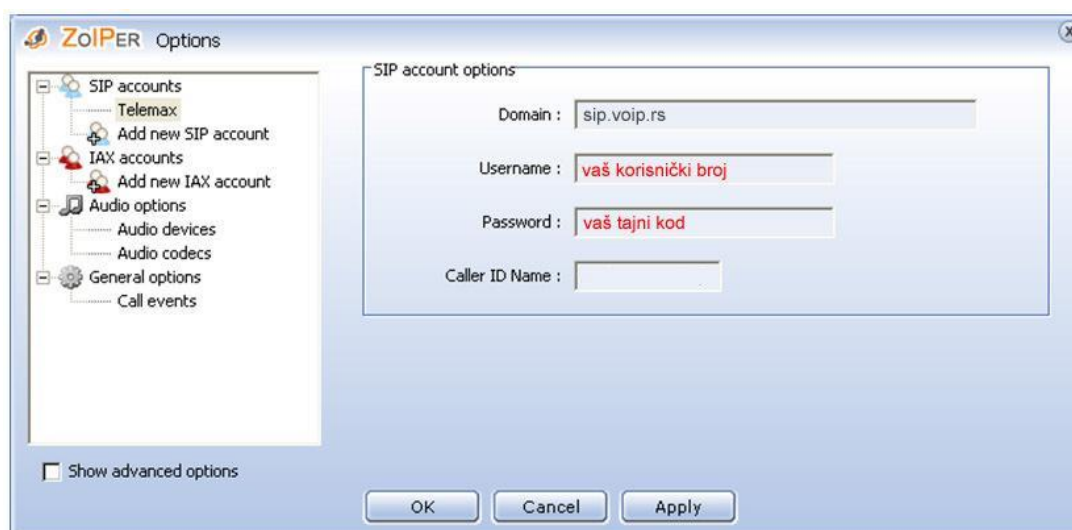 ZOIPER Options
SIP accounts
Telemax
Add new SIP account
IAX accounts
Add new IAX account
Audio options
Audio devices
Audio codecs
General options
Call events
Show advanced options
SIP account options
Domain : sip.voip.rs
Username : vaš korisnički broj
Password : vaš tajni kod
Caller ID Name :
OK Cancel Apply